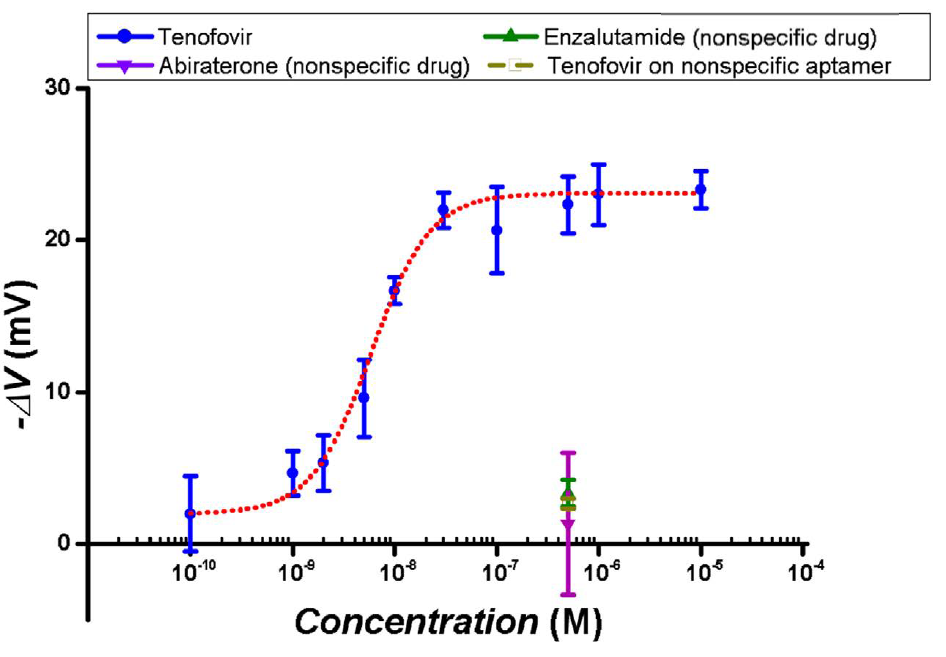 Tenofovir
Enzalutamide (nonspecific drug)
Abiraterone (nonspecific drug)
Tenofovir on nonspecific aptamer
30
20
10
0
-ΔV (mV)
10-10 10-9 10-8 10-7 10-6 10-5 10-4
Concentration (M)